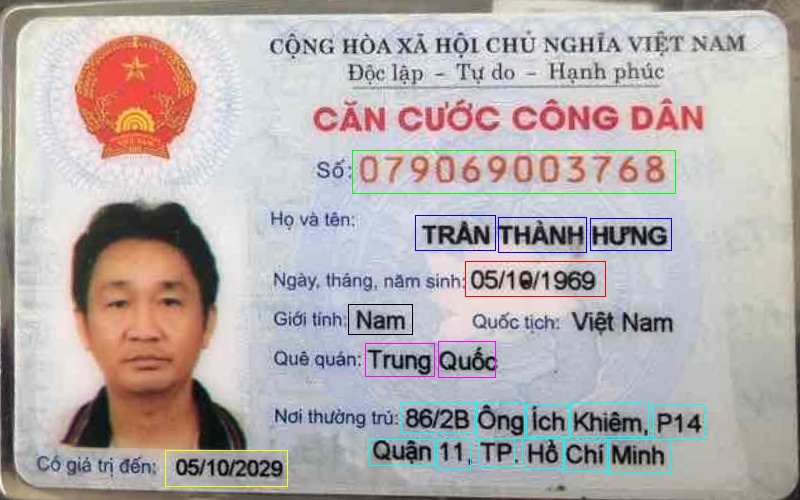 CỘNG HÒA XÃ HỘI CHỦ NGHĨA VIỆT NAM
Độc lập - Tự do - Hạnh phúc
CĂN CƯỚC CÔNG DÂN
Số: 079069003768
Họ và tên: TRẦN THÀNH HƯNG
Ngày, tháng, năm sinh: 05/10/1969
Giới tính: Nam Quốc tịch: Việt Nam
Quê quán: Trung Quốc
Nơi thường trú: 86/2B Ông Ích Khiêm, P14
Quận 11, TP. Hồ Chí Minh
Có giá trị đến: 05/10/2029